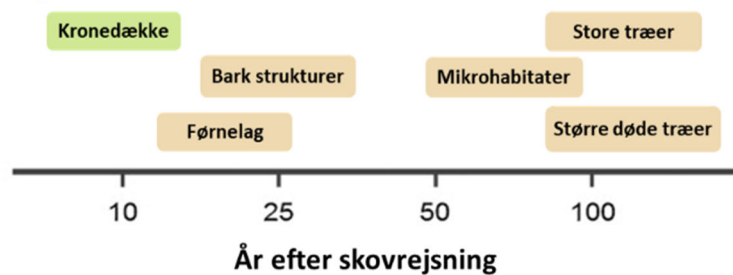 Kronedække
Store træer
Bark strukturer
Mikrohabitater
Førnelag
Større døde træer
10
25
50
100
År efter skovrejsning